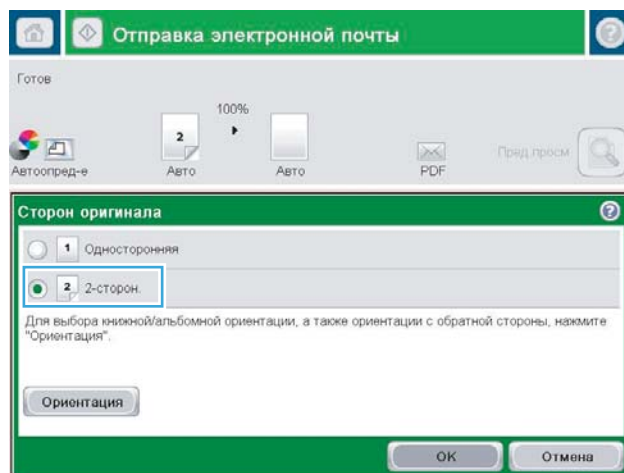 Отправка электронной почты
Готов
100%
2
Автоопред-е
Авто
Авто
PDF
Пред.просм
Сторон оригинала
1 Односторонняя
2 2-сторон.
Для выбора книжной/альбомной ориентации, а также ориентации с обратной стороны, нажмите
"Ориентация".
Ориентация
OK
Отмена